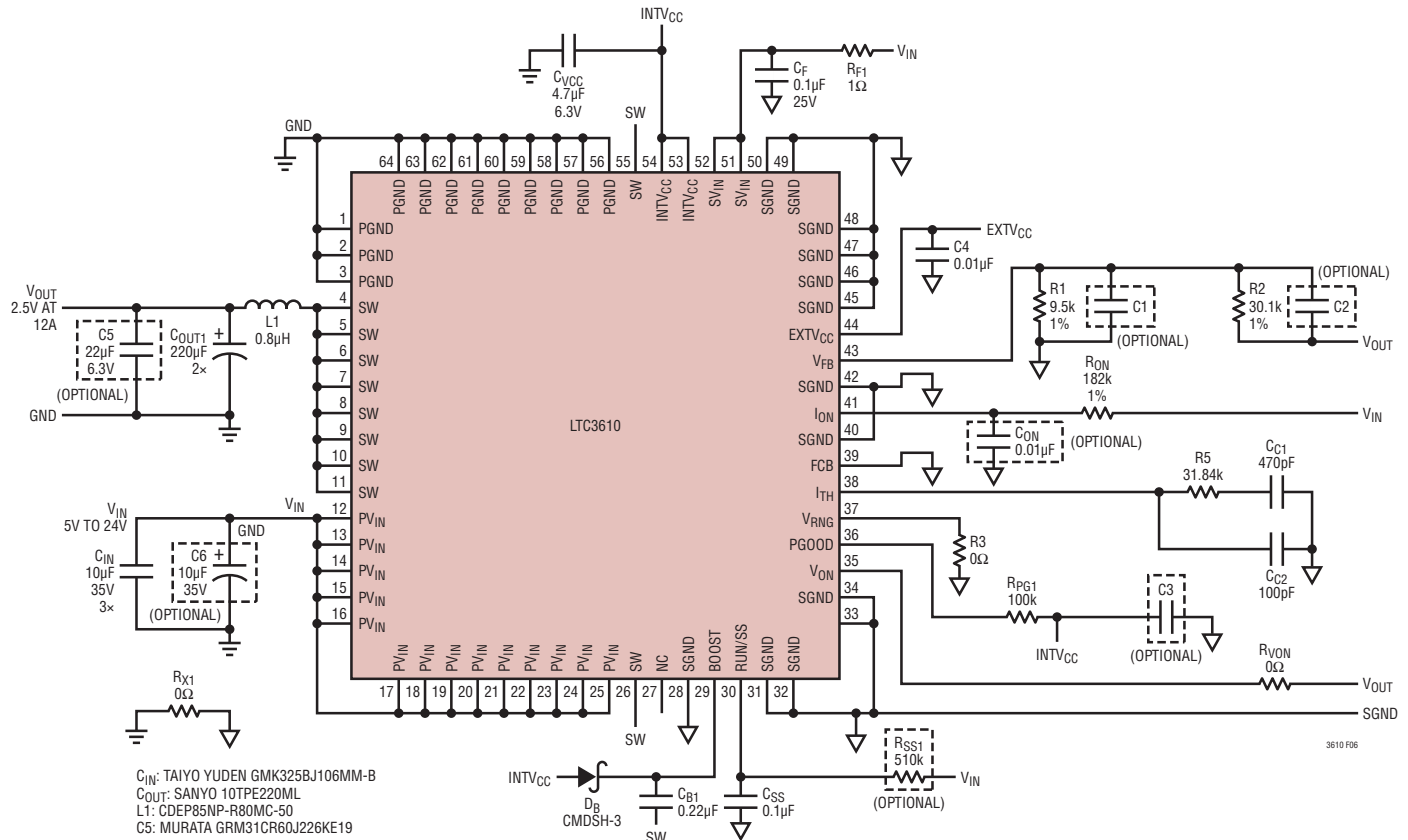 INTVCC
CVCC
4.7µF
6.3V
SW
CF
0.1µF
25V
RF1
1Ω
VIN
GND
64 63 62 61 60 59 58 57 56 55 54 53 52 51 50 49
PGND PGND PGND PGND PGND PGND PGND PGND PGND SW INTVCC INTVCC SVIN SVIN SGND SGND
1 PGND
2 PGND
3 PGND
4 SW
5 SW
6 SW
7 SW
8 SW
9 SW
10 SW
11 SW
12 PVIN
13 PVIN
14 PVIN
15 PVIN
16 PVIN
LTC3610
SGND 48
SGND 47
SGND 46
SGND 45
EXTVCC 44
VFB 43
SGND 42
ION 41
SGND 40
FCB 39
ITH 38
VRNG 37
PGOOD 36
VON 35
SGND 34
33
PVIN PVIN PVIN PVIN PVIN PVIN PVIN PVIN PVIN SW NC SGND BOOST RUN/SS SGND SGND
17 18 19 20 21 22 23 24 25 26 27 28 29 30 31 32
VOUT
2.5V AT
12A
C5
22µF
6.3V
(OPTIONAL)
COUT1 +
220µF
2×
L1
0.8µH
GND
VIN
5V TO 24V
VIN
GND
CIN
10µF
35V
3×
C6 +
10µF
35V
(OPTIONAL)
RX1
0Ω
EXTVCC
C4
0.01µF
R1
9.5k
1%
C1
(OPTIONAL)
R2
30.1k
1%
(OPTIONAL)
C2
VOUT
RON
182k
1%
VIN
CON
0.01µF
(OPTIONAL)
R5
31.84k
CC1
470pF
CC2
100pF
R3
0Ω
RPG1
100k
INTVCC
C3
(OPTIONAL)
RVON
0Ω
VOUT
SGND
3610 F06
SW
INTVCC
DB
CMDSH-3
CB1
0.22µF
SW
CSS
0.1µF
RSS1
510k
(OPTIONAL)
VIN
CIN: TAIYO YUDEN GMK325BJ106MM-B
COUT: SANYO 10TPE220ML
L1: CDEP85NP-R80MC-50
C5: MURATA GRM31CR60J226KE19